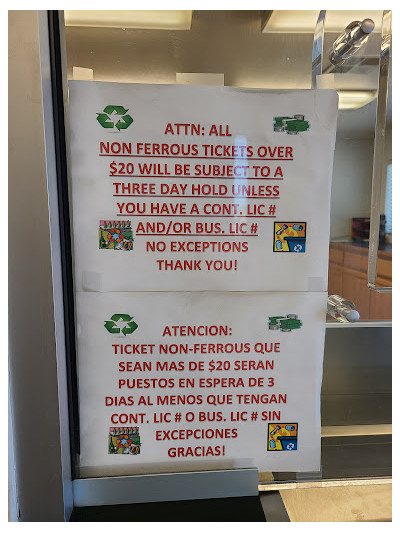 ATTN: ALL
NON FERROUS TICKETS OVER
$20 WILL BE SUBJECT TO A
THREE DAY HOLD UNLESS
YOU HAVE A CONT. LIC #
AND/OR BUS. LIC #
NO EXCEPTIONS
THANK YOU!
ATENCION:
TICKET NON-FERROUS QUE
SEAN MAS DE $20 SERAN
PUESTOS EN ESPERA DE 3
DIAS AL MENOS QUE TENGAN
CONT. LIC # O BUS. LIC # SIN
EXCEPCIONES
GRACIAS!